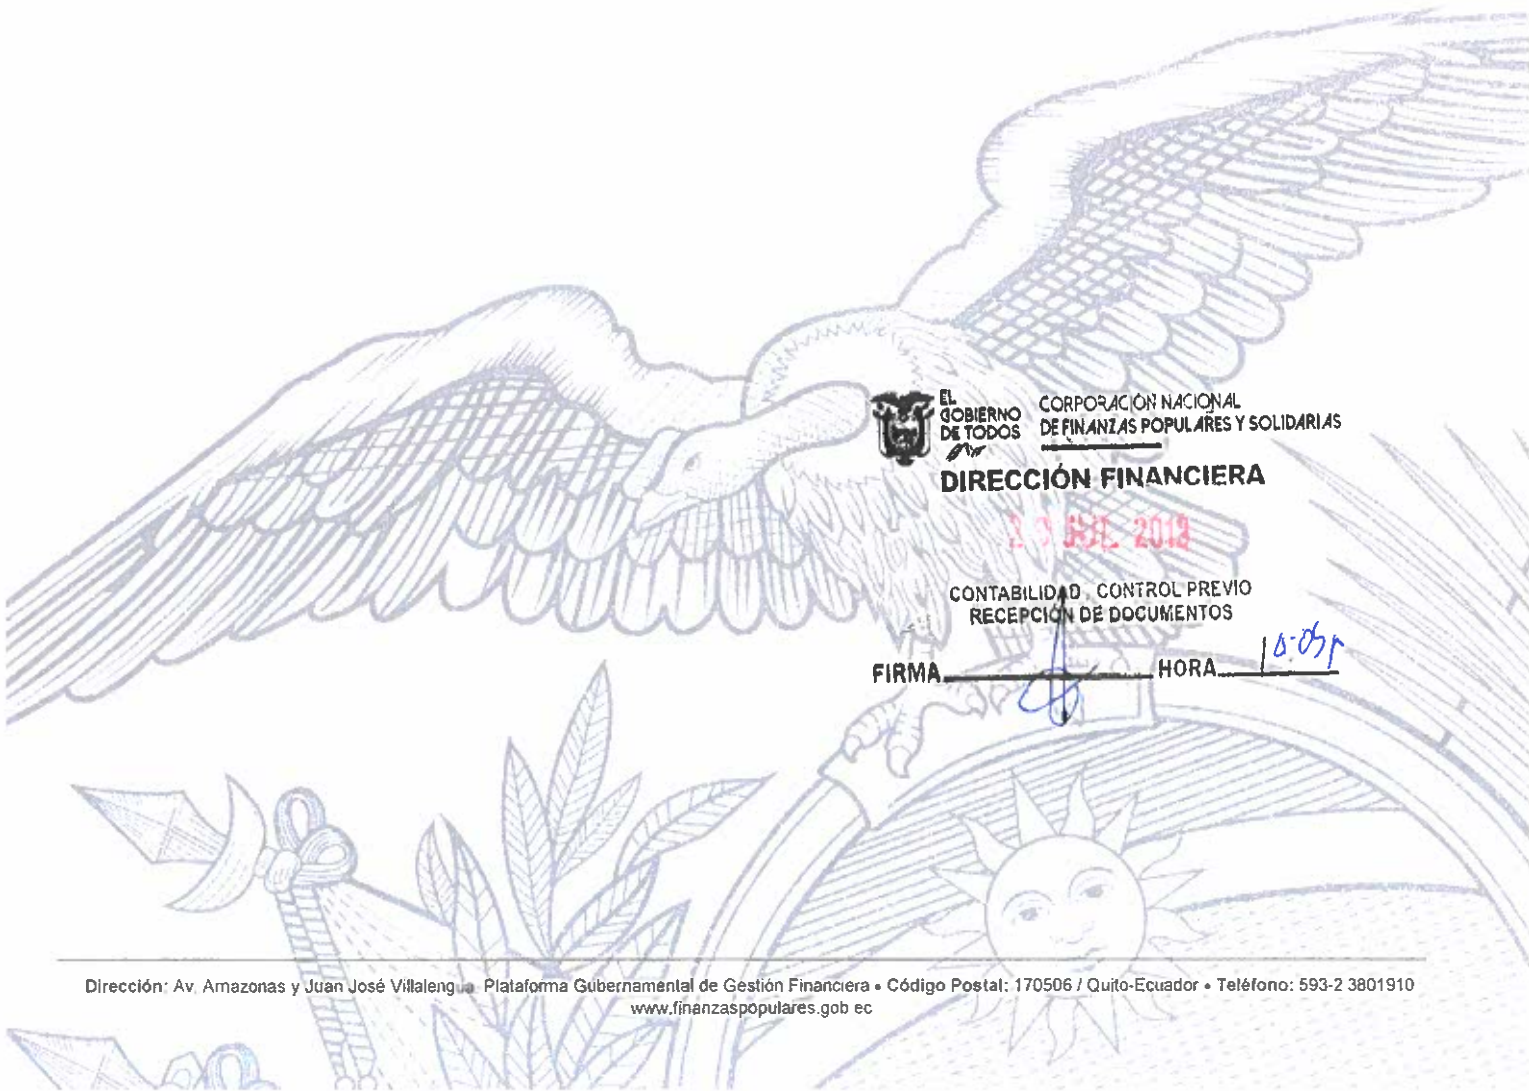 EL
GOBIERNO
DE TODOS
CORPORACIÓN NACIONAL
DE FINANZAS POPULARES Y SOLIDARIAS
DIRECCIÓN FINANCIERA
JUL. 2018
CONTABILIDAD, CONTROL PREVIO
RECEPCIÓN DE DOCUMENTOS
FIRMA HORA
Dirección: Av. Amazonas y Juan José Villalengua. Plataforma Gubernamental de Gestión Financiera • Código Postal: 170506 / Quito-Ecuador • Teléfono: 593-2 3801910
www.finanzaspopulares.gob ec